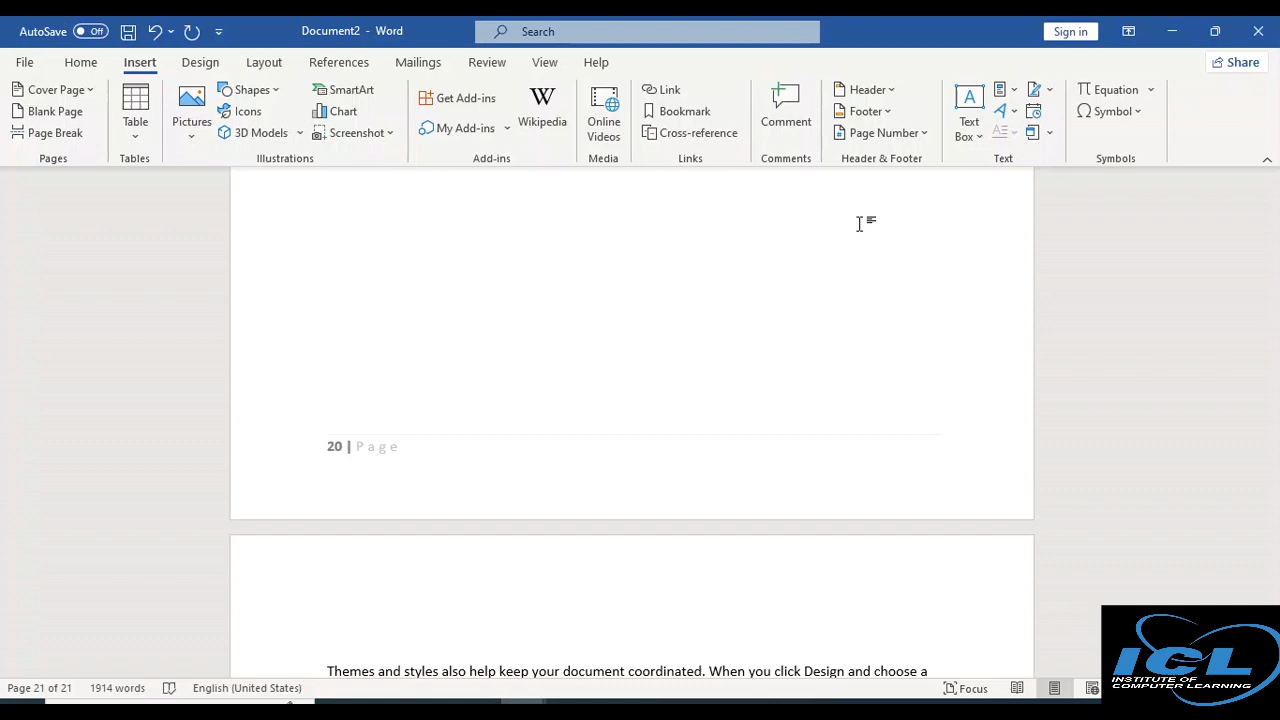 AutoSave Off Document2 - Word Search Sign in
File Home Insert Design Layout References Mailings Review View Help Share
Cover Page
Blank Page
Page Break
Pages
Table
Tables
Pictures
Shapes
Icons
3D Models
SmartArt
Chart
Screenshot
Illustrations
Get Add-ins
My Add-ins
Wikipedia
Add-ins
Online
Videos
Media
Link
Bookmark
Cross-reference
Links
Comment
Comments
Header
Footer
Page Number
Header & Footer
Text
Box
Text
Equation
Symbol
Symbols
20 | Page
Themes and styles also help keep your document coordinated. When you click Design and choose a
Page 21 of 21 1914 words English (United States) Focus
ICL
INSTITUTE OF
COMPUTER LEARNING